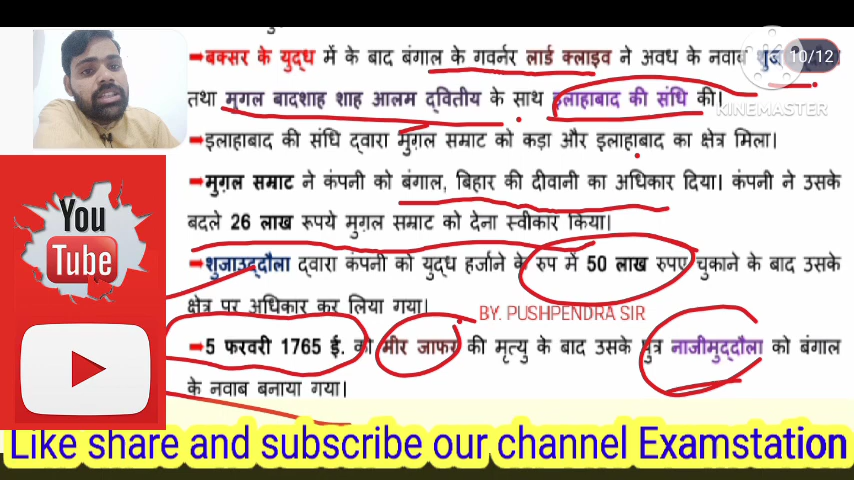 ➡बक्सर के युद्ध में के बाद बंगाल के गवर्नर लार्ड क्लाइव ने अवध के नवाब
10/12
तथा मुगल बादशाह शाह आलम द्वितीय के साथ इलाहाबाद की संधि की।
KINEMASTER
➡इलाहाबाद की संधि द्वारा मुग़ल सम्राट को कड़ा और इलाहाबाद का क्षेत्र मिला।
➡मुग़ल सम्राट ने कंपनी को बंगाल, बिहार की दीवानी का अधिकार दिया। कंपनी ने उसके
बदले 26 लाख रूपये मुग़ल सम्राट को देना स्वीकार किया।
➡शुजाउद्दौला द्वारा कंपनी को युद्ध हर्जाने के रुप में 50 लाख रुपए चुकाने के बाद उसके
क्षेत्र पर अधिकार कर लिया गया।
BY. PUSHPENDRA SIR
➡5 फरवरी 1765 ई. को मीर जाफर की मृत्यु के बाद उसके पुत्र नाजीमुद्दौला को बंगाल
के नवाब बनाया गया।
You
Tube
Like share and subscribe our channel Examstation